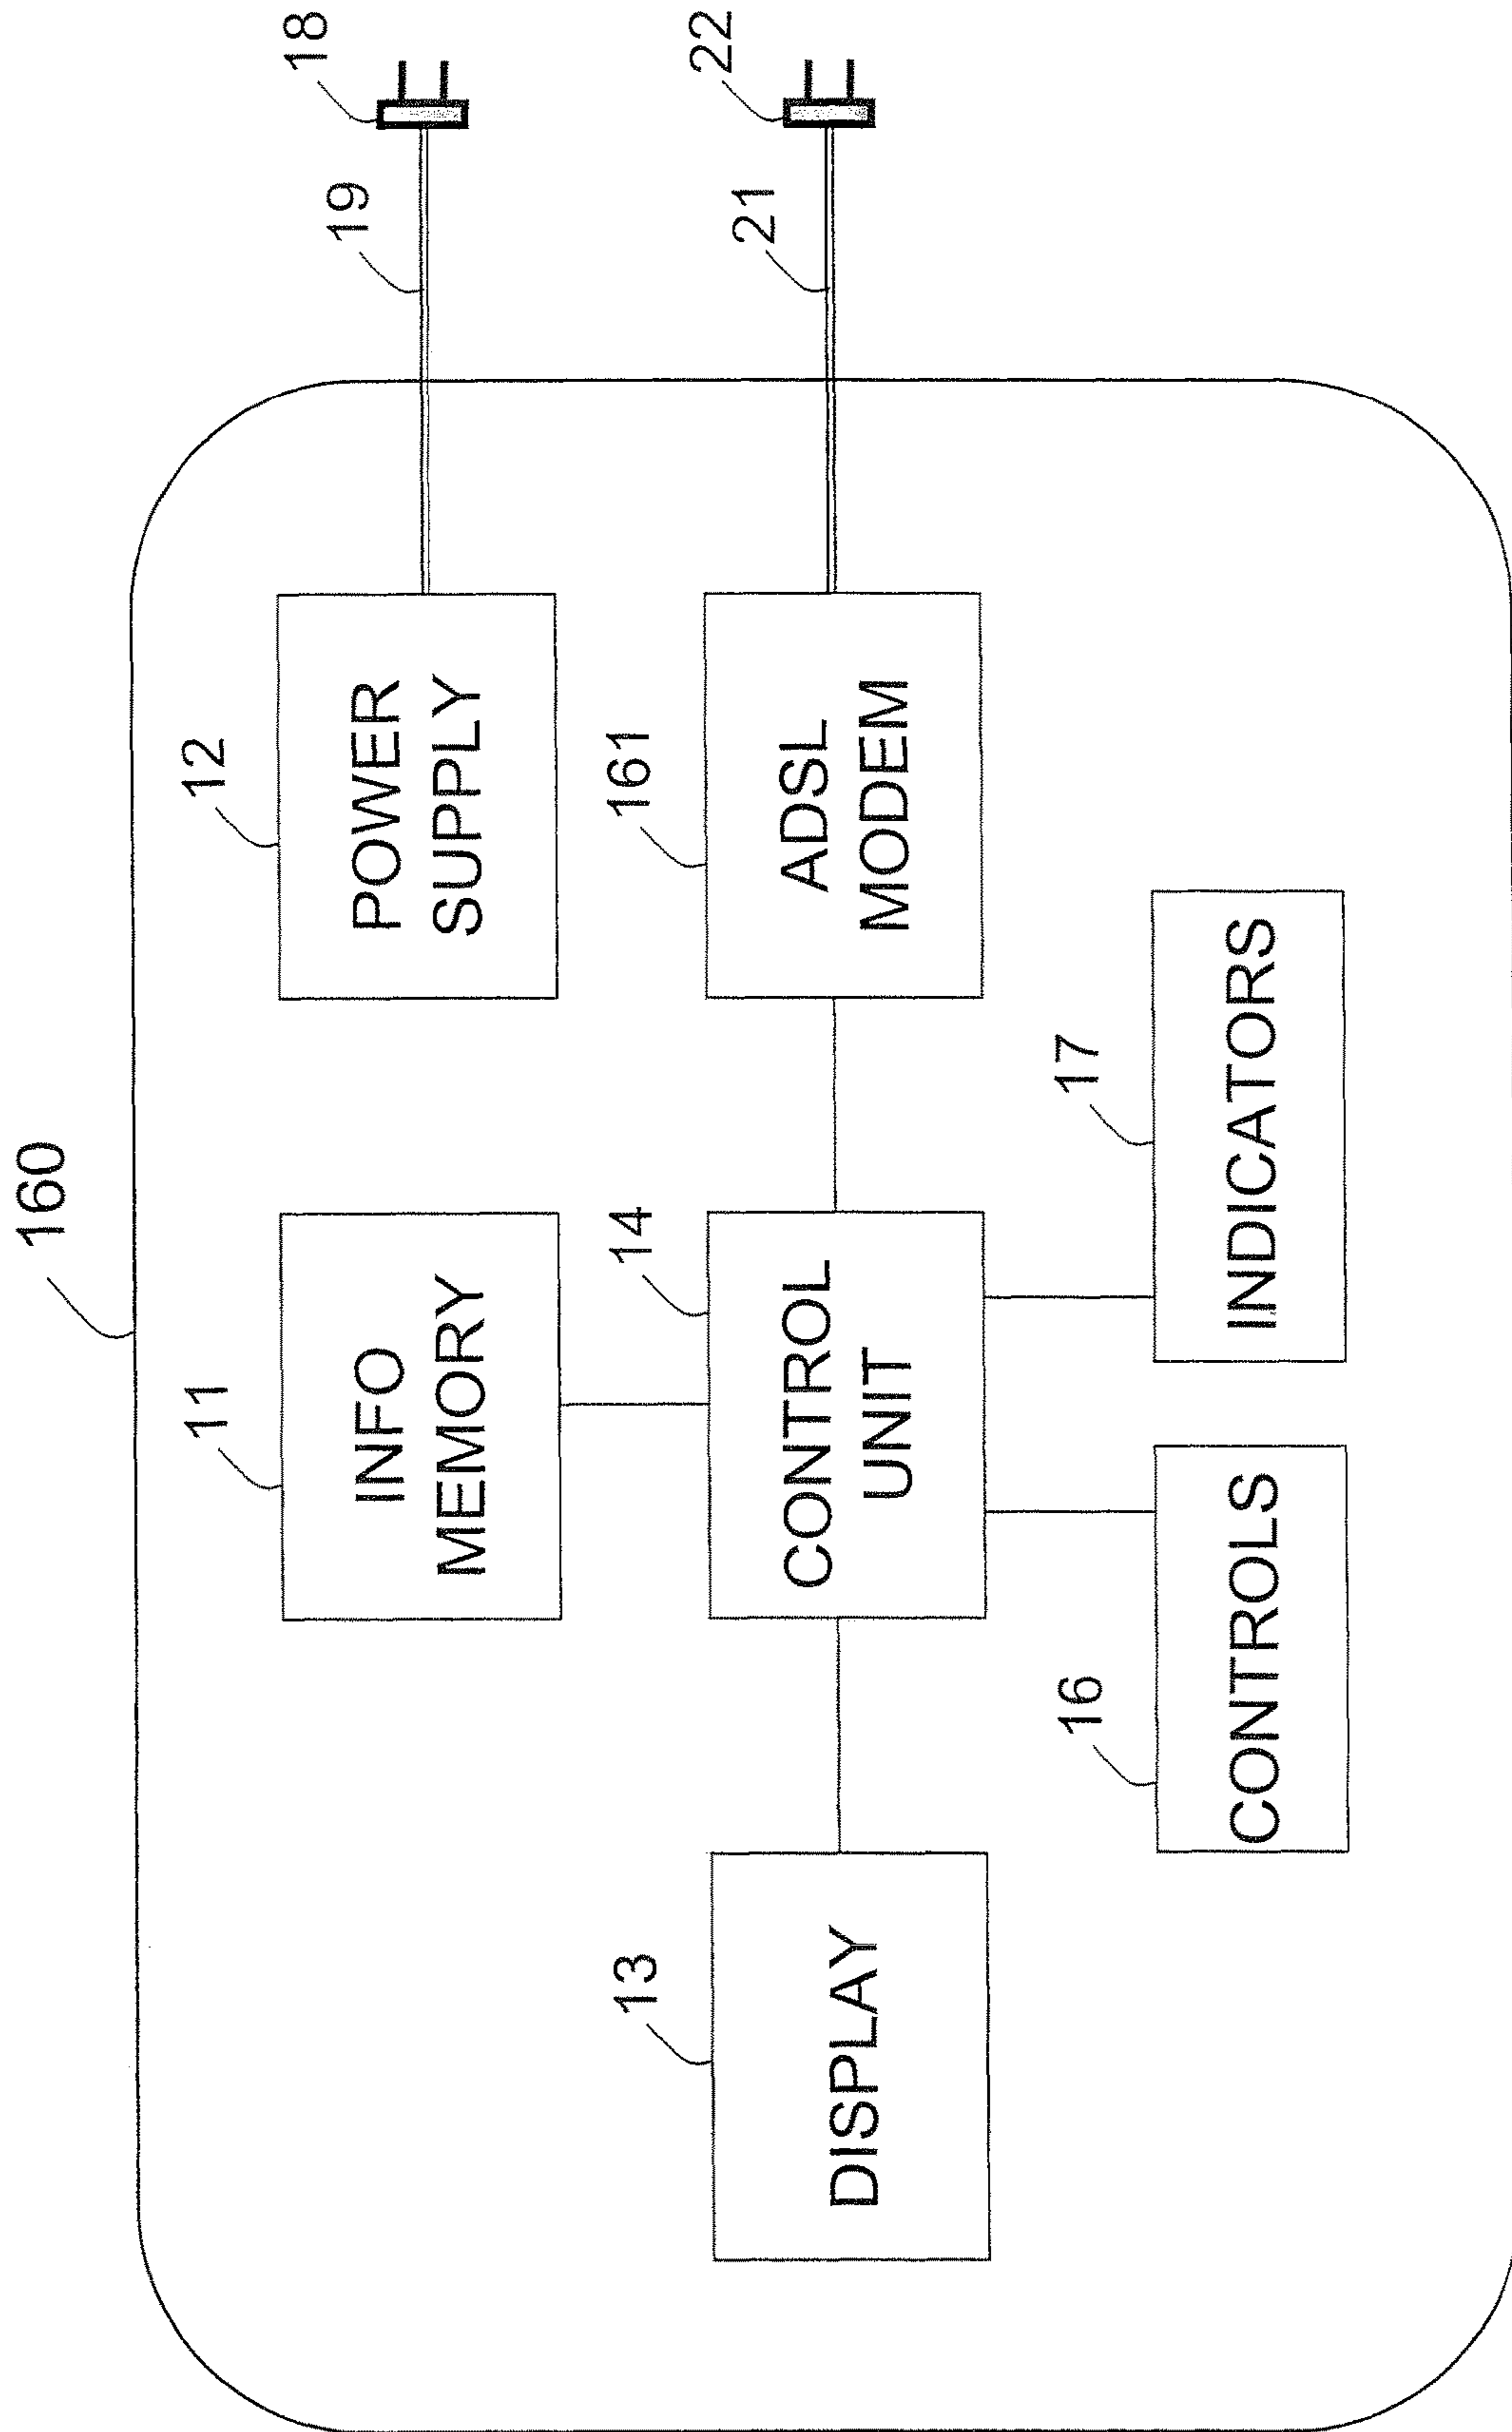 160
18
19
12
POWER
SUPPLY
11
INFO
MEMORY
22
21
161
ADSL
MODEM
14
CONTROL
UNIT
13
DISPLAY
17
INDICATORS
16
CONTROLS